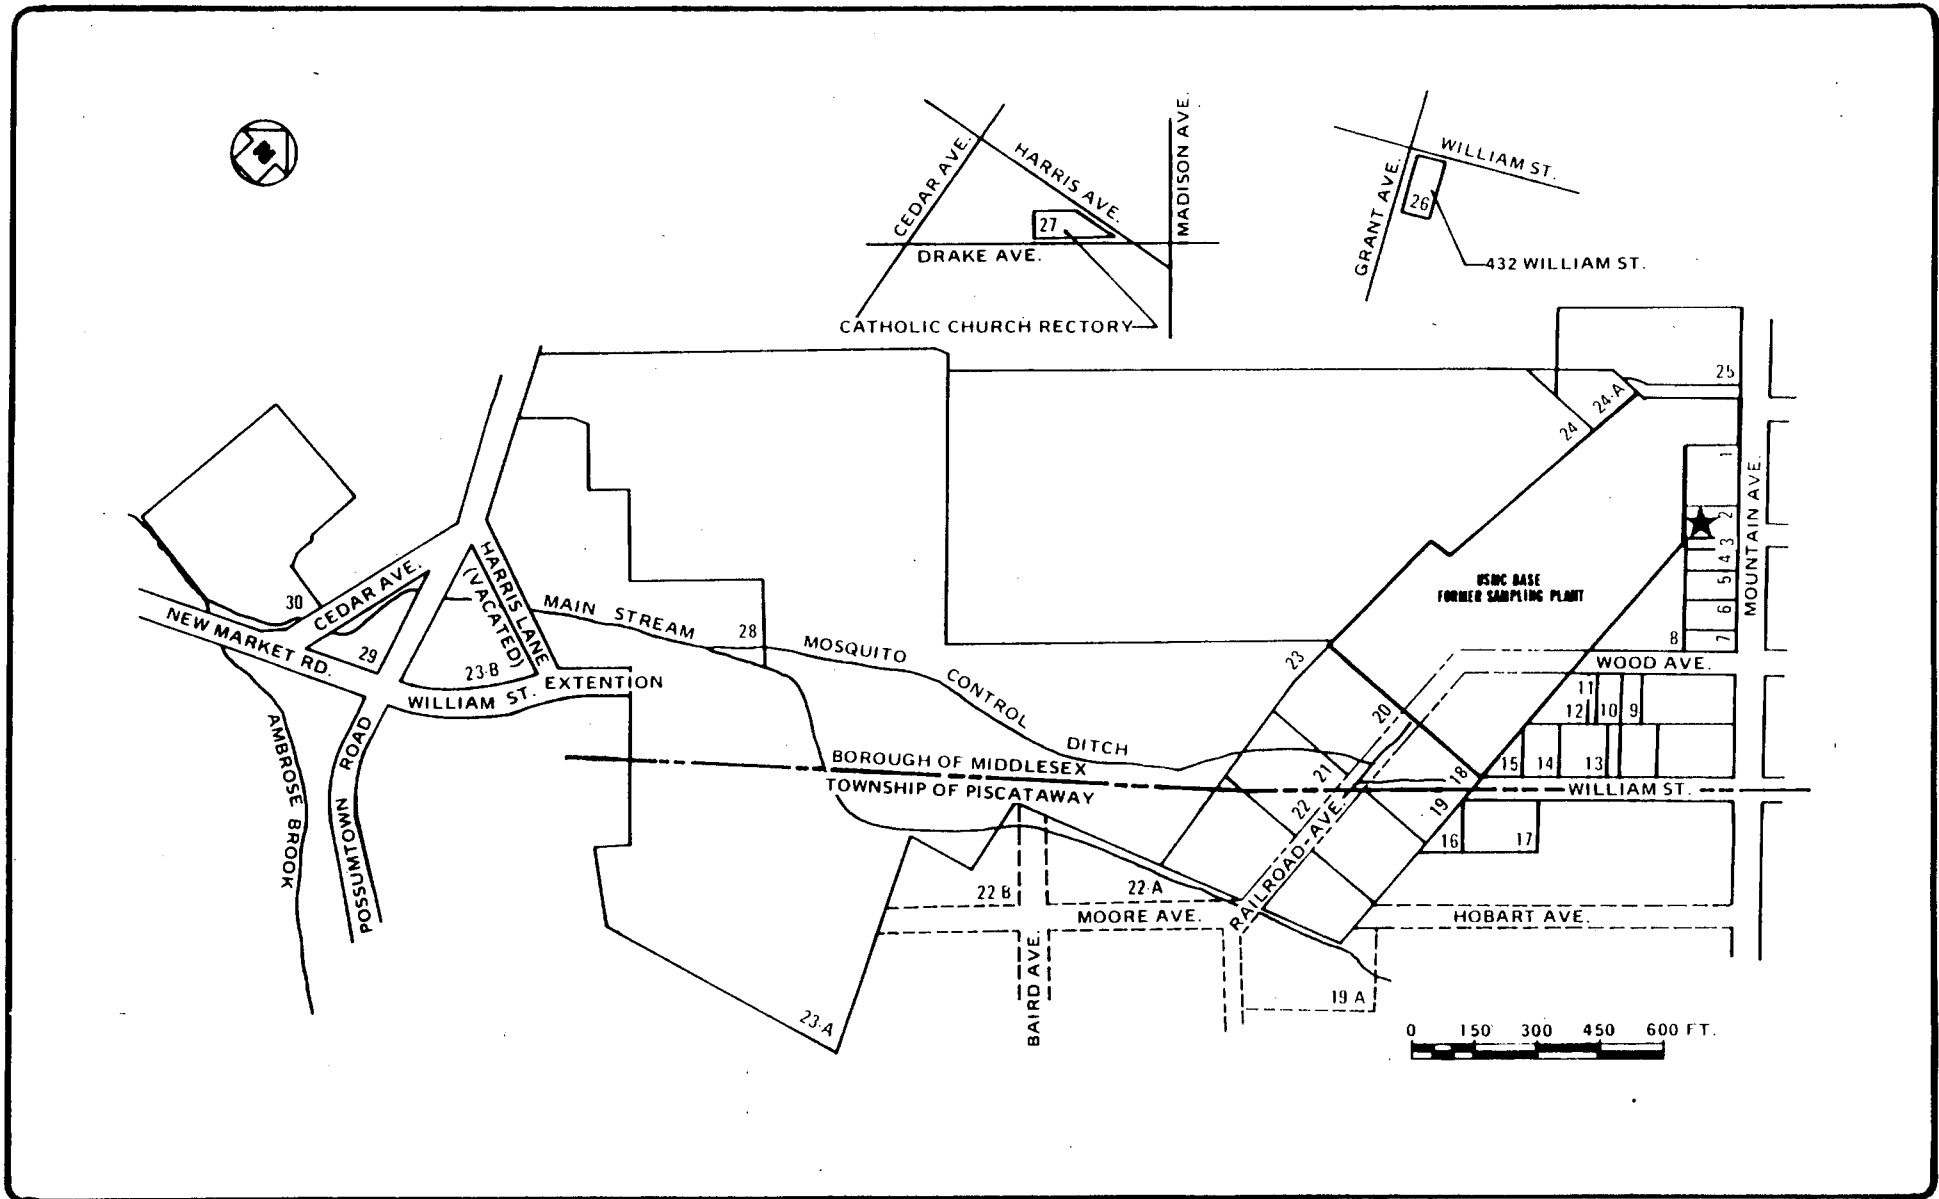 N
CEDAR AVE.
HARRIS AVE.
MADISON AVE.
27
DRAKE AVE.
CATHOLIC CHURCH RECTORY
WILLIAM ST.
GRANT AVE.
26
432 WILLIAM ST.
25
24-A
24
1
2
3
4
5
6
7
8
MOUNTAIN AVE.
USMC BASE
FORMER SAMPLING PLANT
WOOD AVE.
11
12
10
9
15
14
13
WILLIAM ST.
16
17
HOBART AVE.
18
19
19 A
20
21
22
23
RAILROAD-AVE.
22-A
22 B
MOORE AVE.
BAIRD AVE.
23-A
BOROUGH OF MIDDLESEX
TOWNSHIP OF PISCATAWAY
MAIN STREAM
28
MOSQUITO
CONTROL
DITCH
HARRIS LANE
(VACATED)
CEDAR AVE.
30
29
23-B
NEW MARKET RD.
WILLIAM ST. EXTENTION
AMBROSE BROOK
POSSUMTOWN ROAD
0 150 300 450 600 FT.